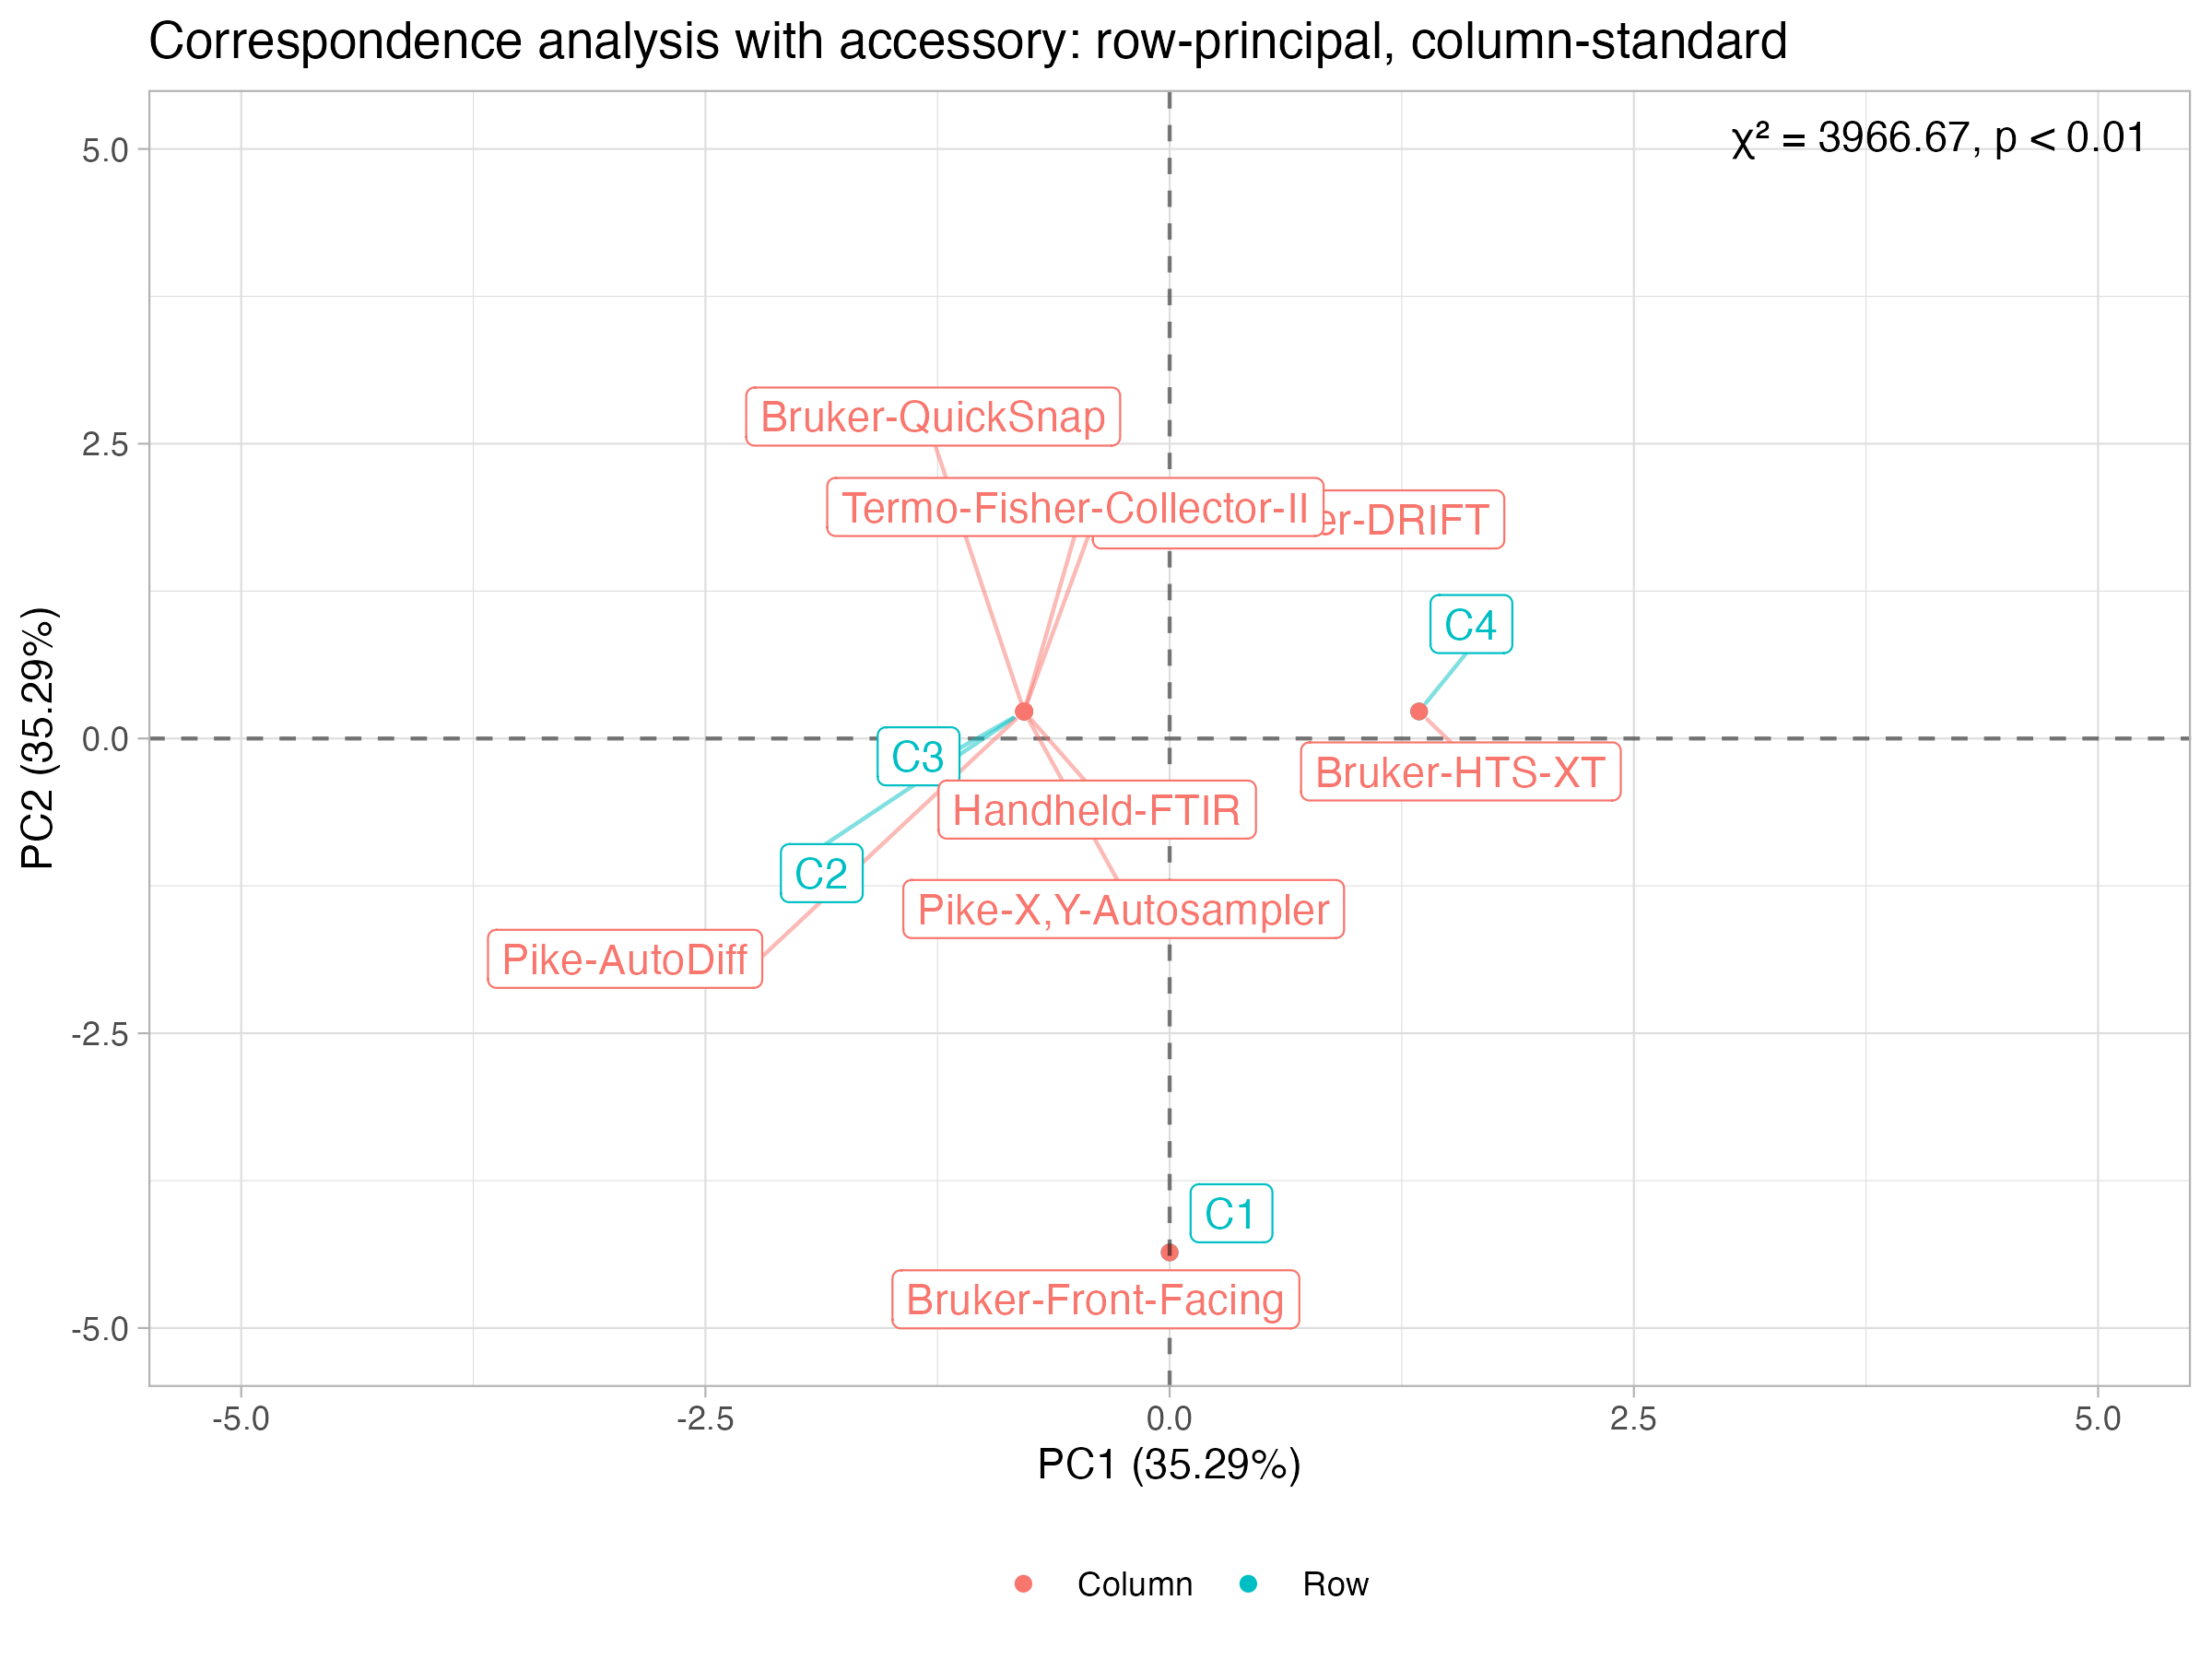 Correspondence analysis with accessory: row-principal, column-standard
χ² = 3966.67, p < 0.01
5.0
2.5
0.0
-2.5
-5.0
PC2 (35.29%)
Bruker-QuickSnap
Termo-Fisher-Collector-II
er-DRIFT
C4
C3
Bruker-HTS-XT
Handheld-FTIR
C2
Pike-X,Y-Autosampler
Pike-AutoDiff
C1
Bruker-Front-Facing
-5.0
-2.5
0.0
2.5
5.0
PC1 (35.29%)
Column
Row